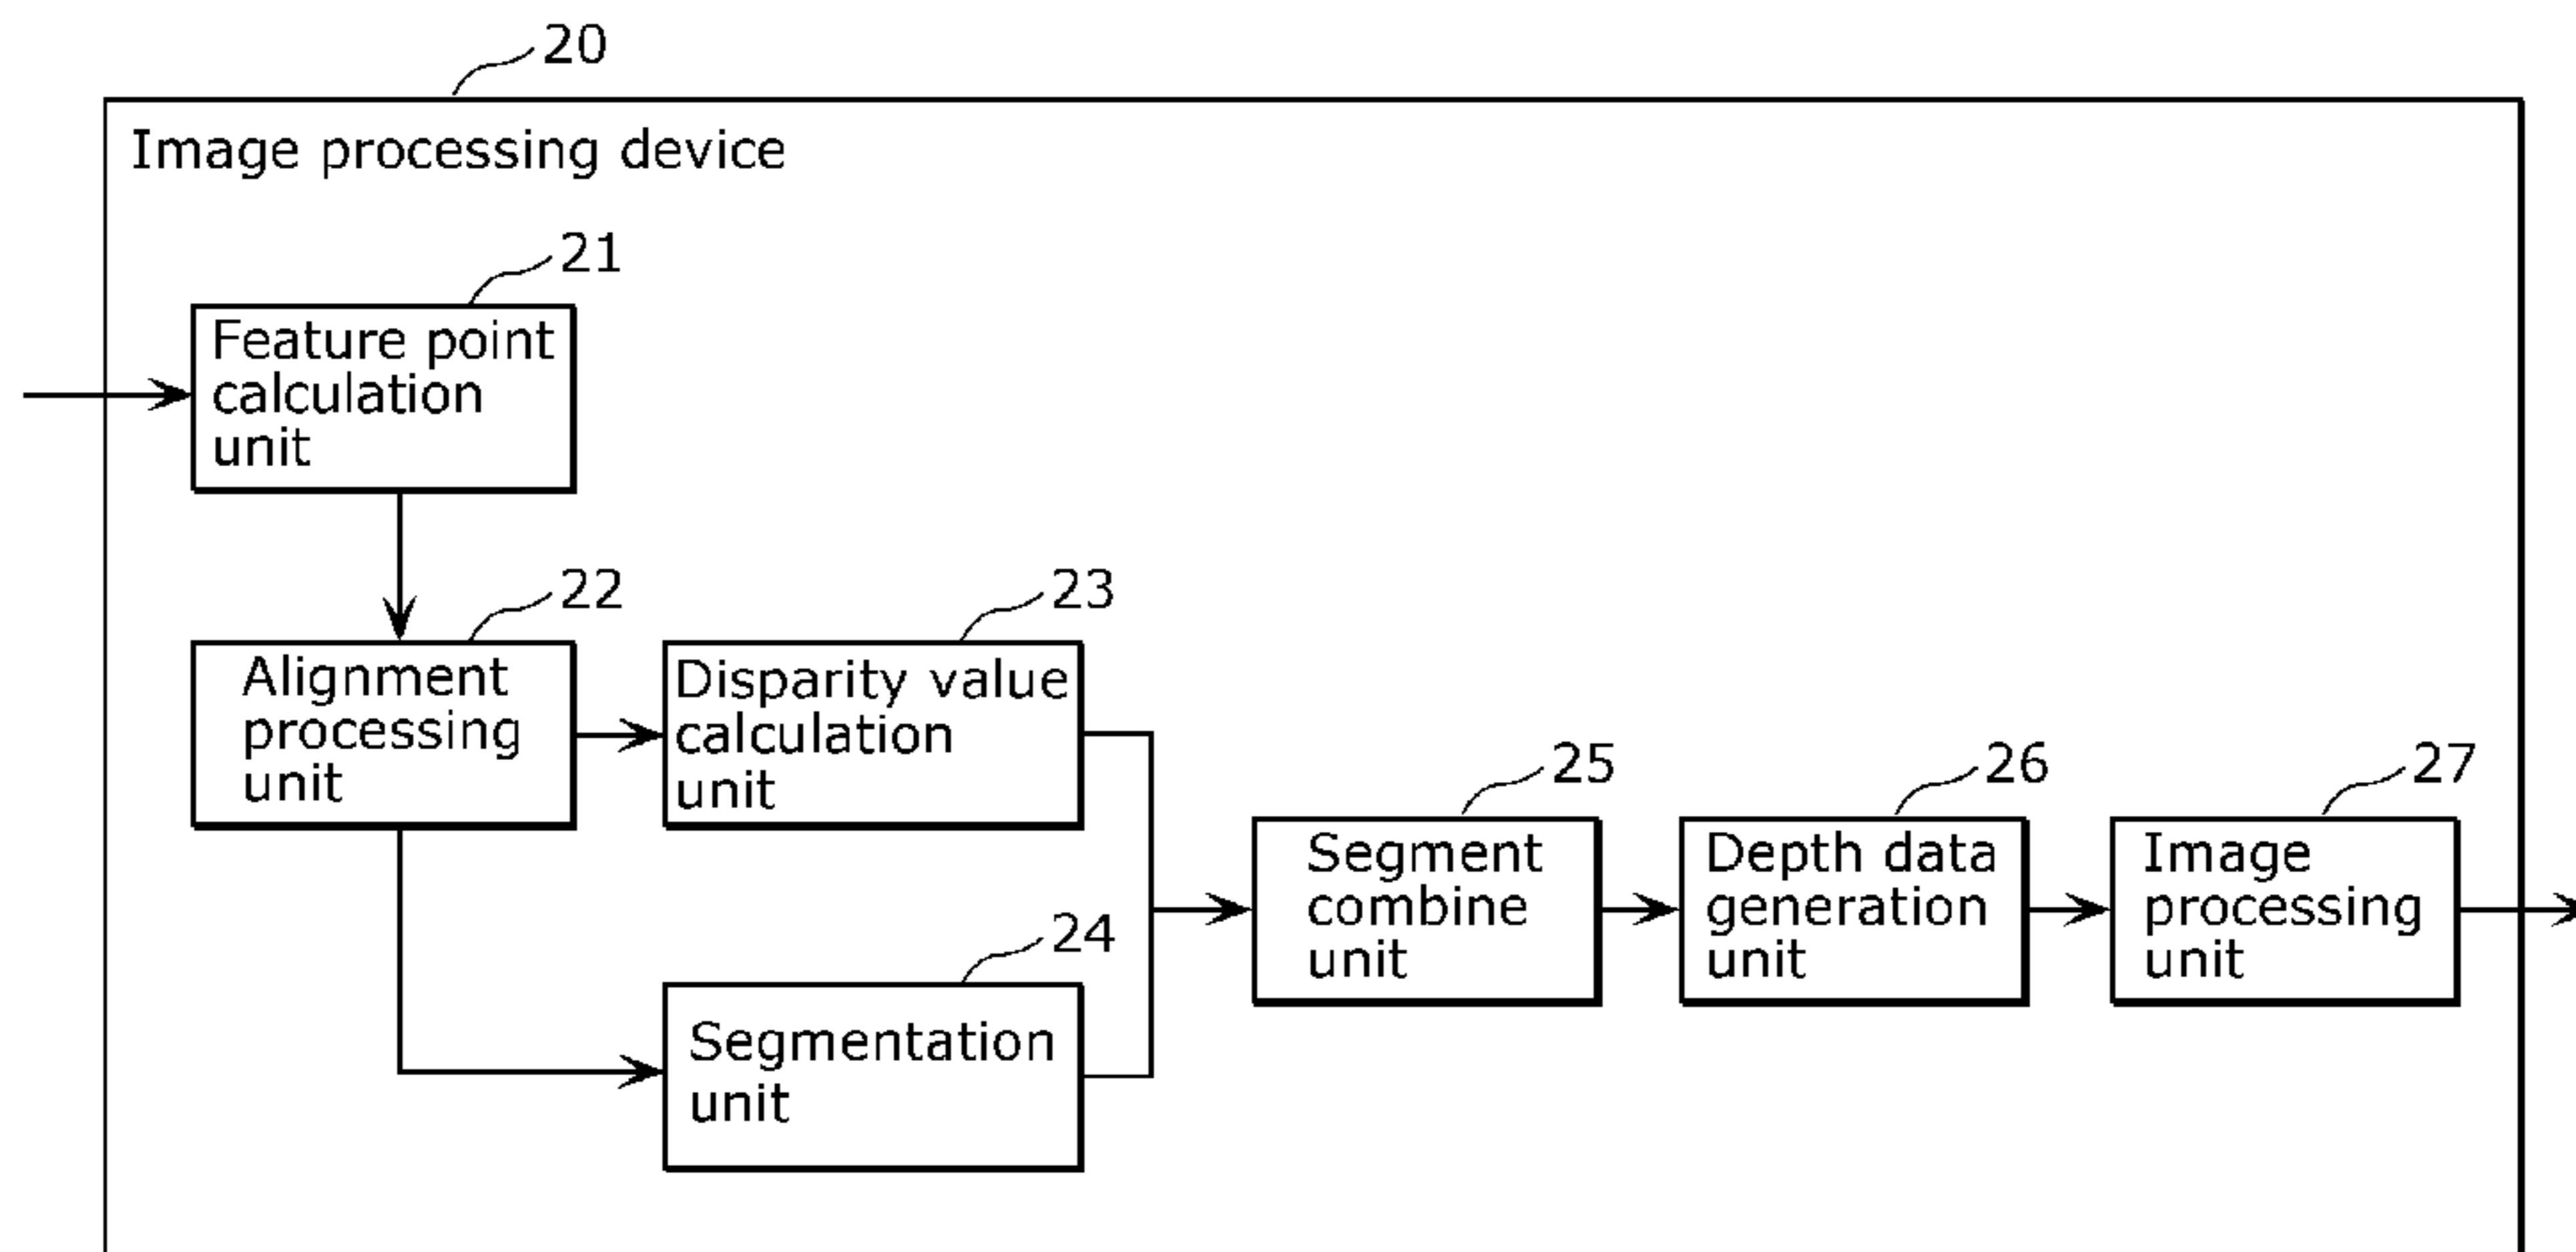 20
Image processing device
21
Feature point
calculation
unit
22
Alignment
processing
unit
23
Disparity value
calculation
unit
24
Segmentation
unit
25
Segment
combine
unit
26
Depth data
generation
unit
27
Image
processing
unit